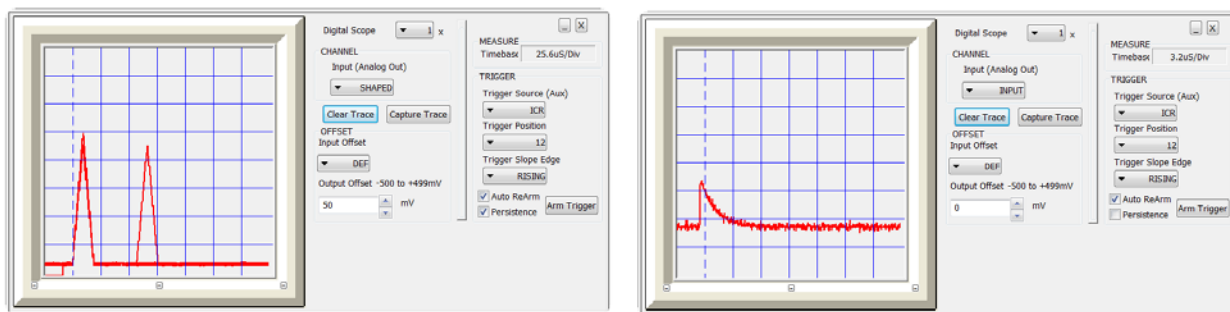 Digital Scope 1 x
CHANNEL
Input (Analog Out)
SHAPED
Clear Trace Capture Trace
OFFSET
Input Offset
DEF
Output Offset -500 to +499mV
50 mV
MEASURE
Timebase 25.6uS/Div
TRIGGER
Trigger Source (Aux)
ICR
Trigger Position
12
Trigger Slope Edge
RISING
Auto ReArm
Persistence Arm Trigger
Digital Scope 1 x
CHANNEL
Input (Analog Out)
INPUT
Clear Trace Capture Trace
OFFSET
Input Offset
DEF
Output Offset -500 to +499mV
0 mV
MEASURE
Timebase 3.2uS/Div
TRIGGER
Trigger Source (Aux)
ICR
Trigger Position
12
Trigger Slope Edge
RISING
Auto ReArm
Persistence Arm Trigger